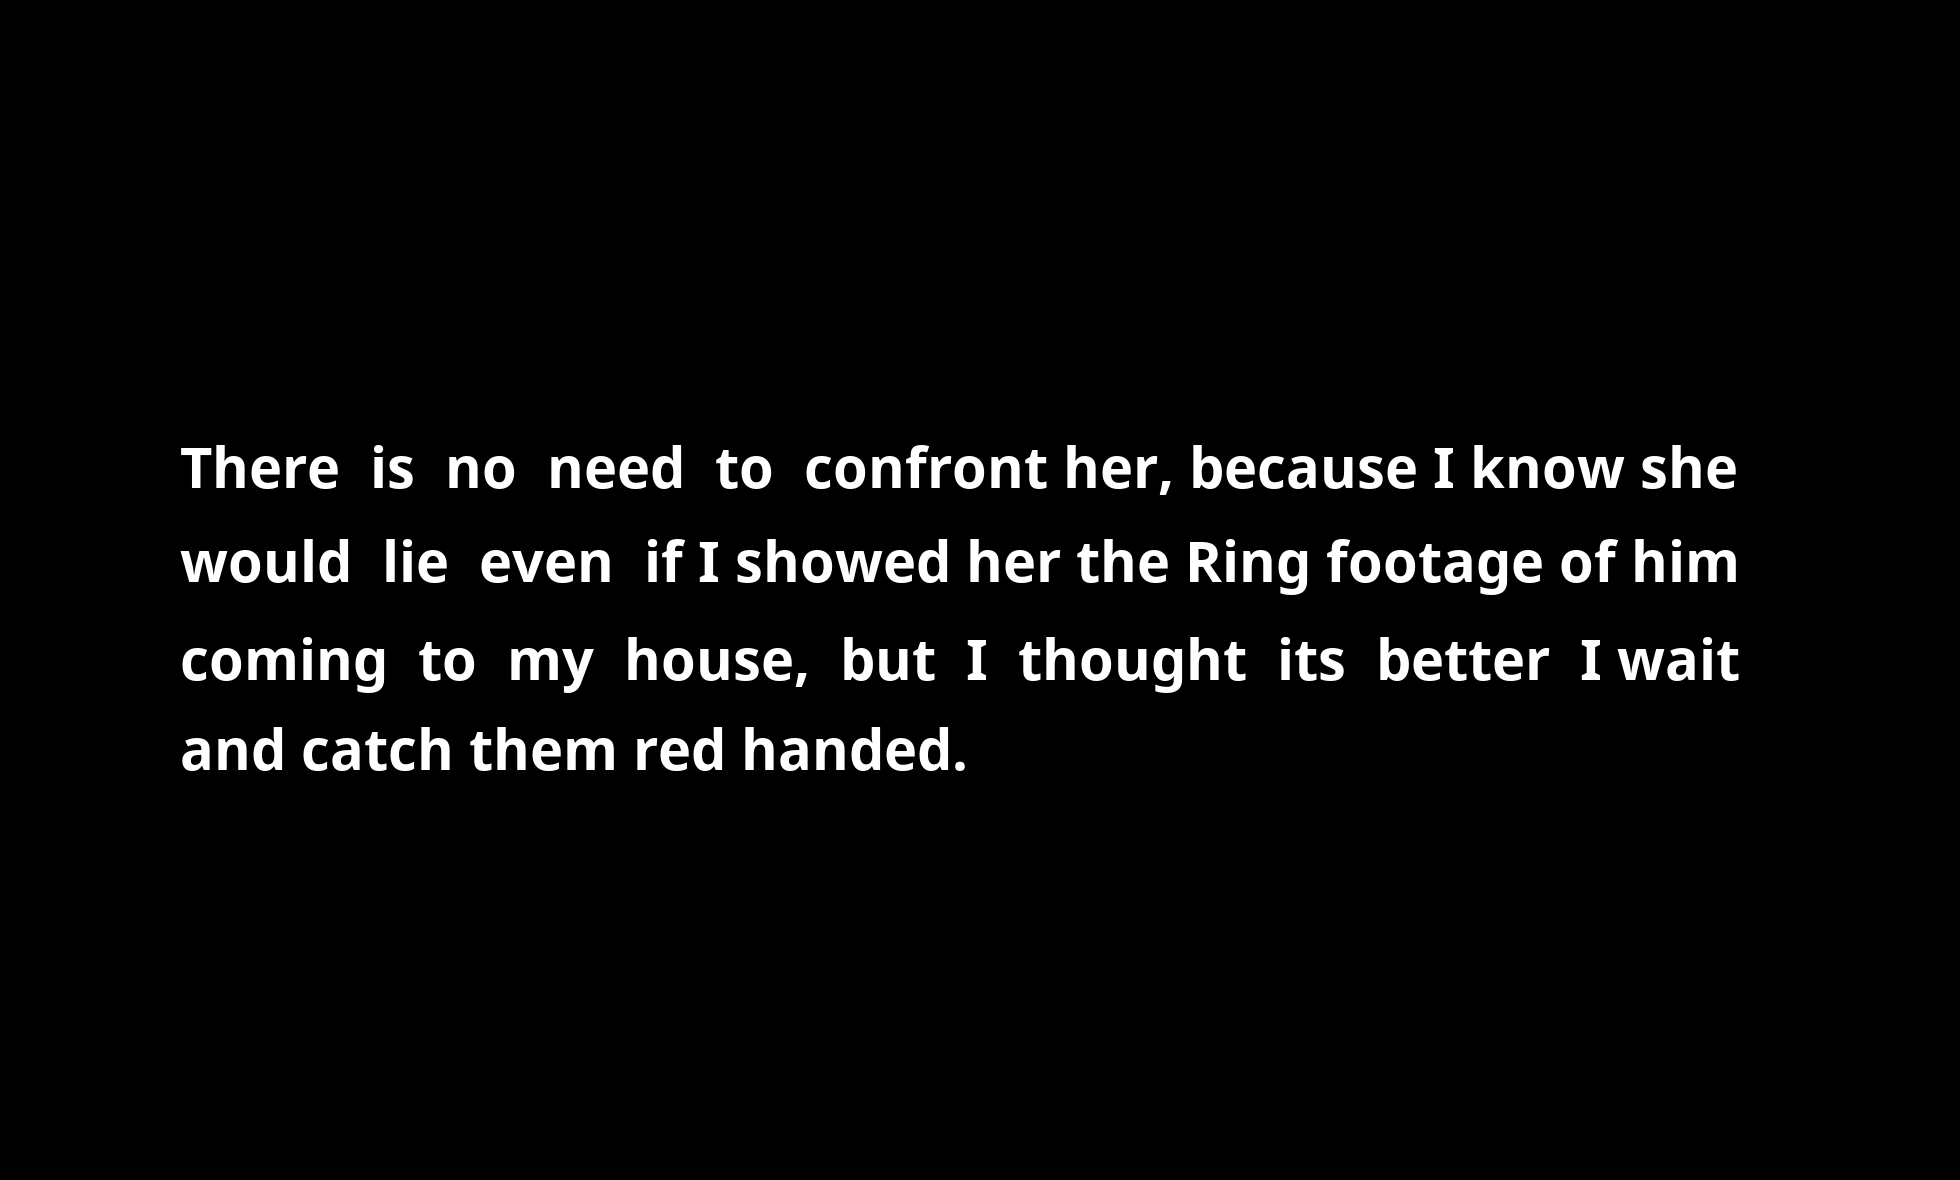 There is no need to confront her, because I know she
would lie even if I showed her the Ring footage of him
coming to my house, but I thought its better I wait
and catch them red handed.